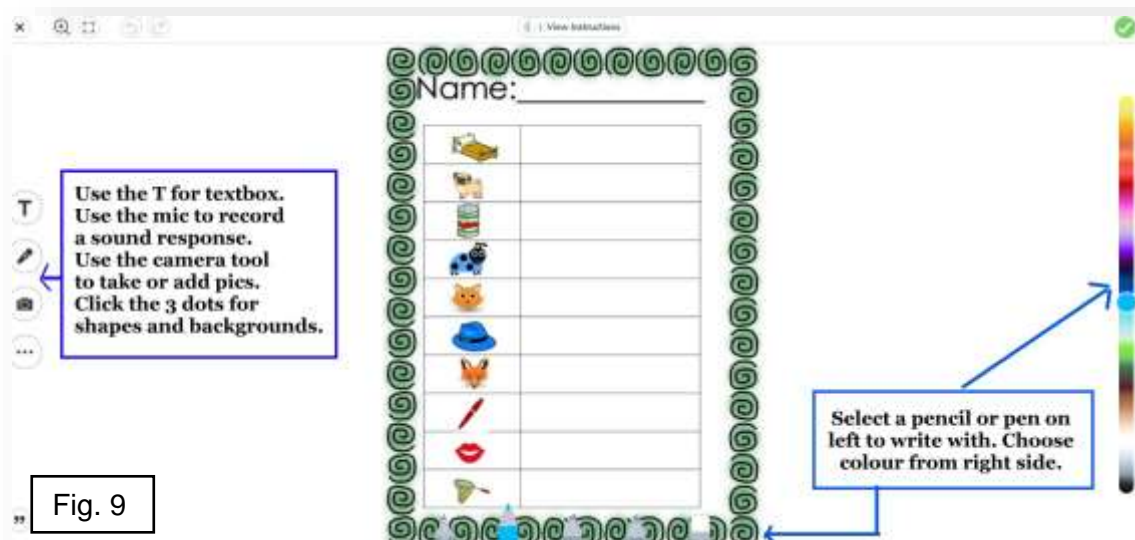 View Instructions
Name:
Use the T for textbox.
Use the mic to record
a sound response.
Use the camera tool
to take or add pics.
Click the 3 dots for
shapes and backgrounds.
T
Select a pencil or pen on
left to write with. Choose
colour from right side.
Fig. 9